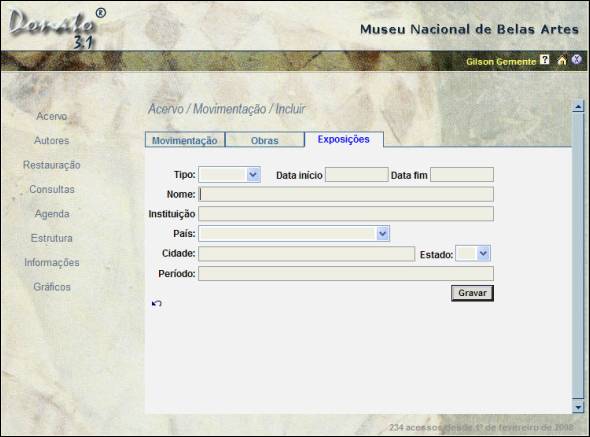 Donato ®
3.1
Museu Nacional de Belas Artes
Gilson Gemente ? X
Acervo
Autores
Restauração
Consultas
Agenda
Estrutura
Informações
Gráficos
Acervo / Movimentação / Incluir
Movimentação Obras Exposições
Tipo: Data início Data fim
Nome:
Instituição
País:
Cidade: Estado:
Período:
Gravar
234 acessos desde 1º de fevereiro de 2008